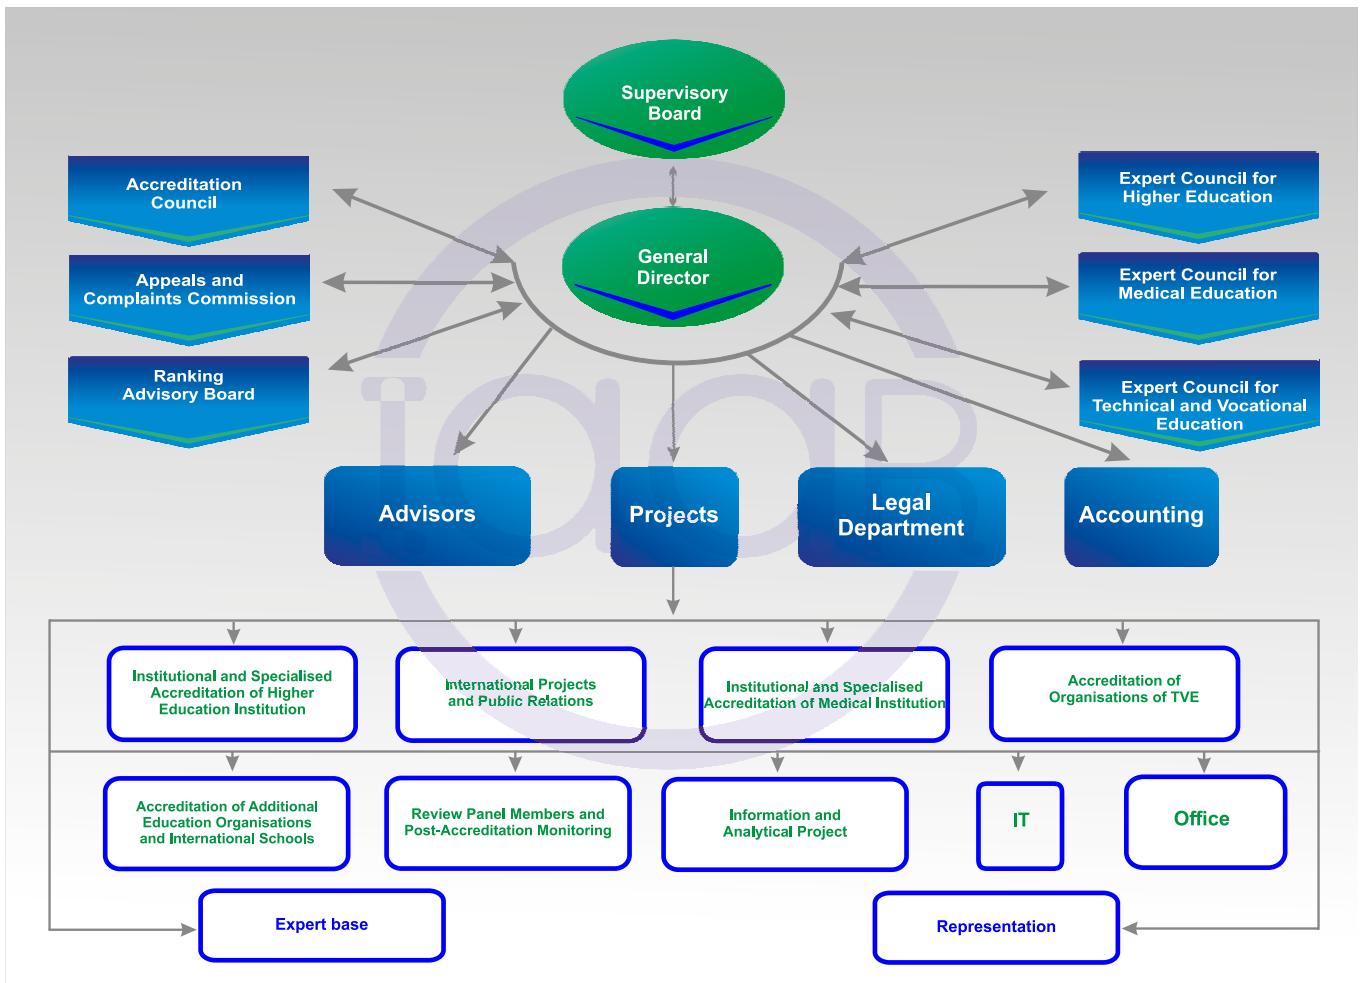 Supervisory
Board
Accreditation
Council
Expert Council for
Higher Education
General
Director
Appeals and
Complaints Commission
Expert Council for
Medical Education
Ranking
Advisory Board
Expert Council for
Technical and Vocational
Education
iaar
Advisors
Projects
Legal
Department
Accounting
Institutional and Specialised
Accreditation of Higher
Education Institution
International Projects
and Public Relations
Institutional and Specialised
Accreditation of Medical Institution
Accreditation of
Organisations of TVE
Accreditation of Additional
Education Organisations
and International Schools
Review Panel Members and
Post-Accreditation Monitoring
Information and
Analytical Project
IT
Office
Expert base
Representation